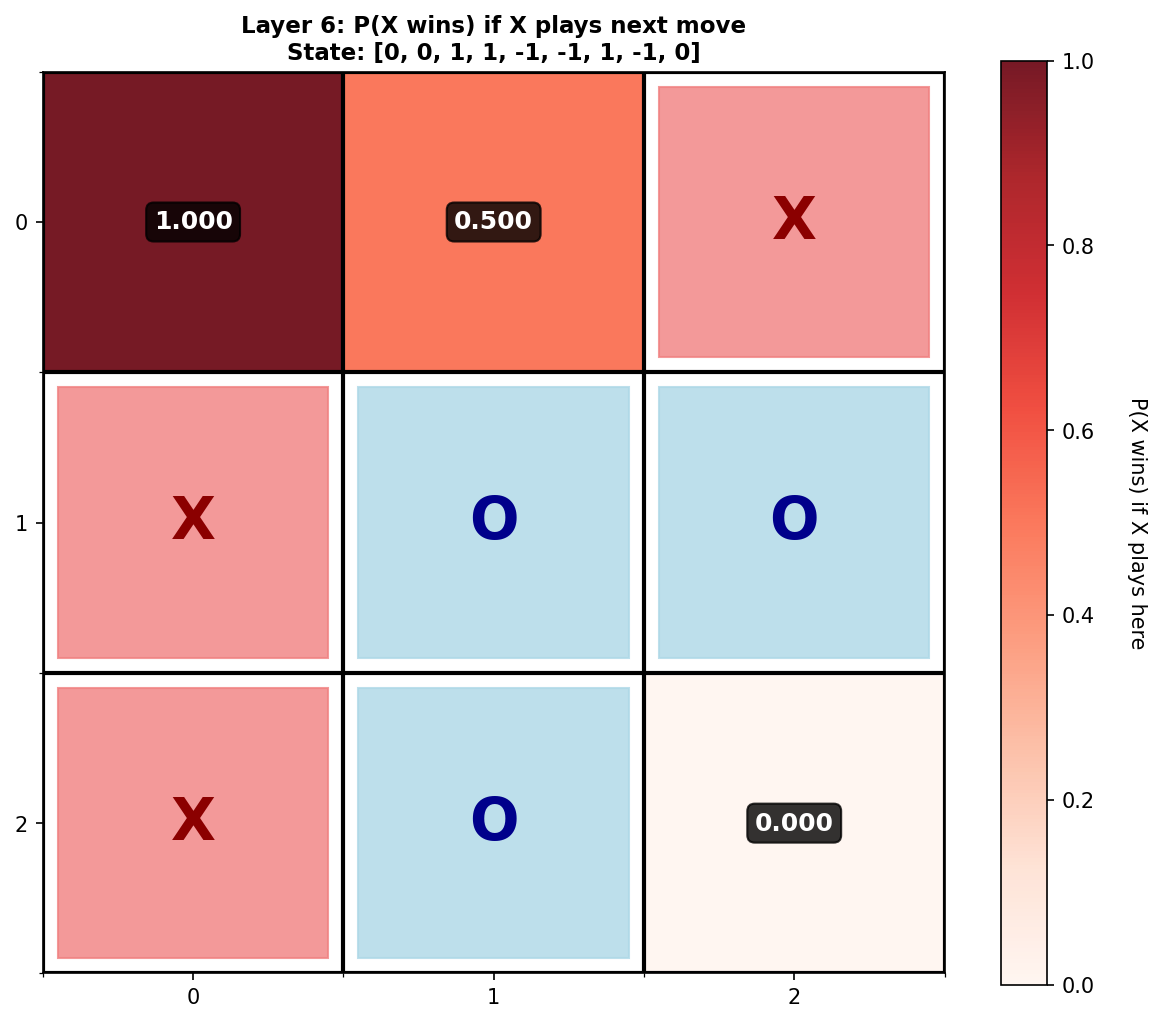 Layer 6: P(X wins) if X plays next move
State: [0, 0, 1, 1, -1, -1, 1, -1, 0]
0
1.000
0.500
X
1
X
O
O
2
X
O
0.000
0
1
2
1.0
0.8
0.6
0.4
0.2
0.0
P(X wins) if X plays here